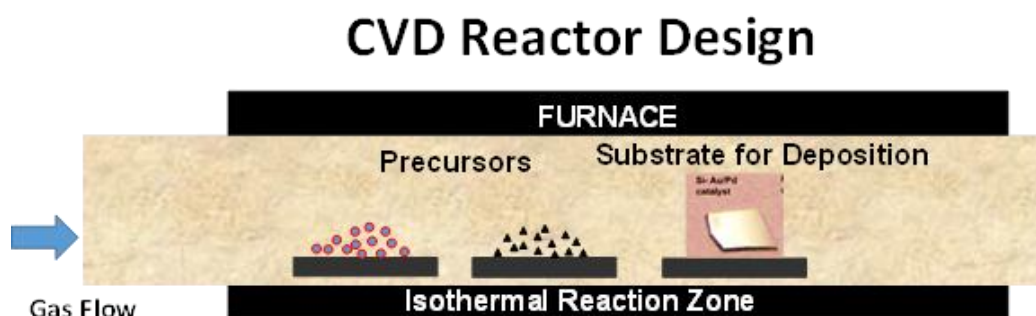 CVD Reactor Design
FURNACE
Precursors
Substrate for Deposition
Si- Au/Pd
catalyst
Gas Flow
Isothermal Reaction Zone